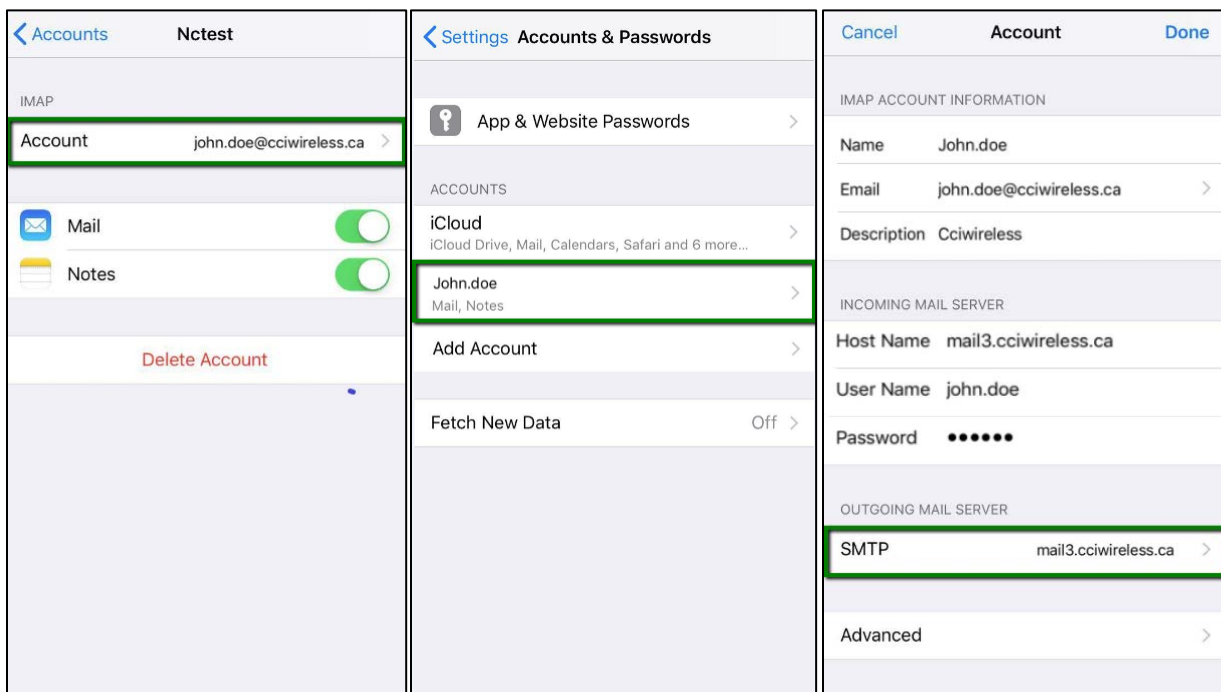 Accounts Nctest
IMAP
Account john.doe@cciwireless.ca
Mail
Notes
Delete Account
Settings Accounts & Passwords
App & Website Passwords
ACCOUNTS
iCloud
iCloud Drive, Mail, Calendars, Safari and 6 more...
John.doe
Mail, Notes
Add Account
Fetch New Data Off
Cancel Account Done
IMAP ACCOUNT INFORMATION
Name John.doe
Email john.doe@cciwireless.ca
Description Cciwireless
INCOMING MAIL SERVER
Host Name mail3.cciwireless.ca
User Name john.doe
Password ••••••
OUTGOING MAIL SERVER
SMTP mail3.cciwireless.ca
Advanced